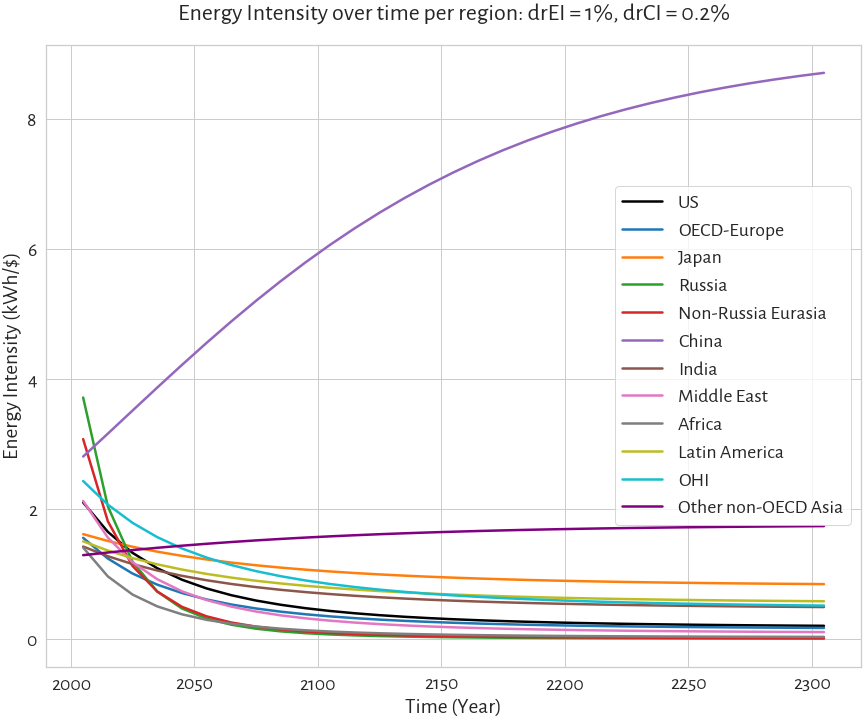 Energy Intensity over time per region: drEI = 1%, drCI = 0.2%
Energy Intensity (kWh/$)
8
6
4
2
0
US
OECD-Europe
Japan
Russia
Non-Russia Eurasia
China
India
Middle East
Africa
Latin America
OHI
Other non-OECD Asia
2000
2050
2100
2150
2200
2250
2300
Time (Year)